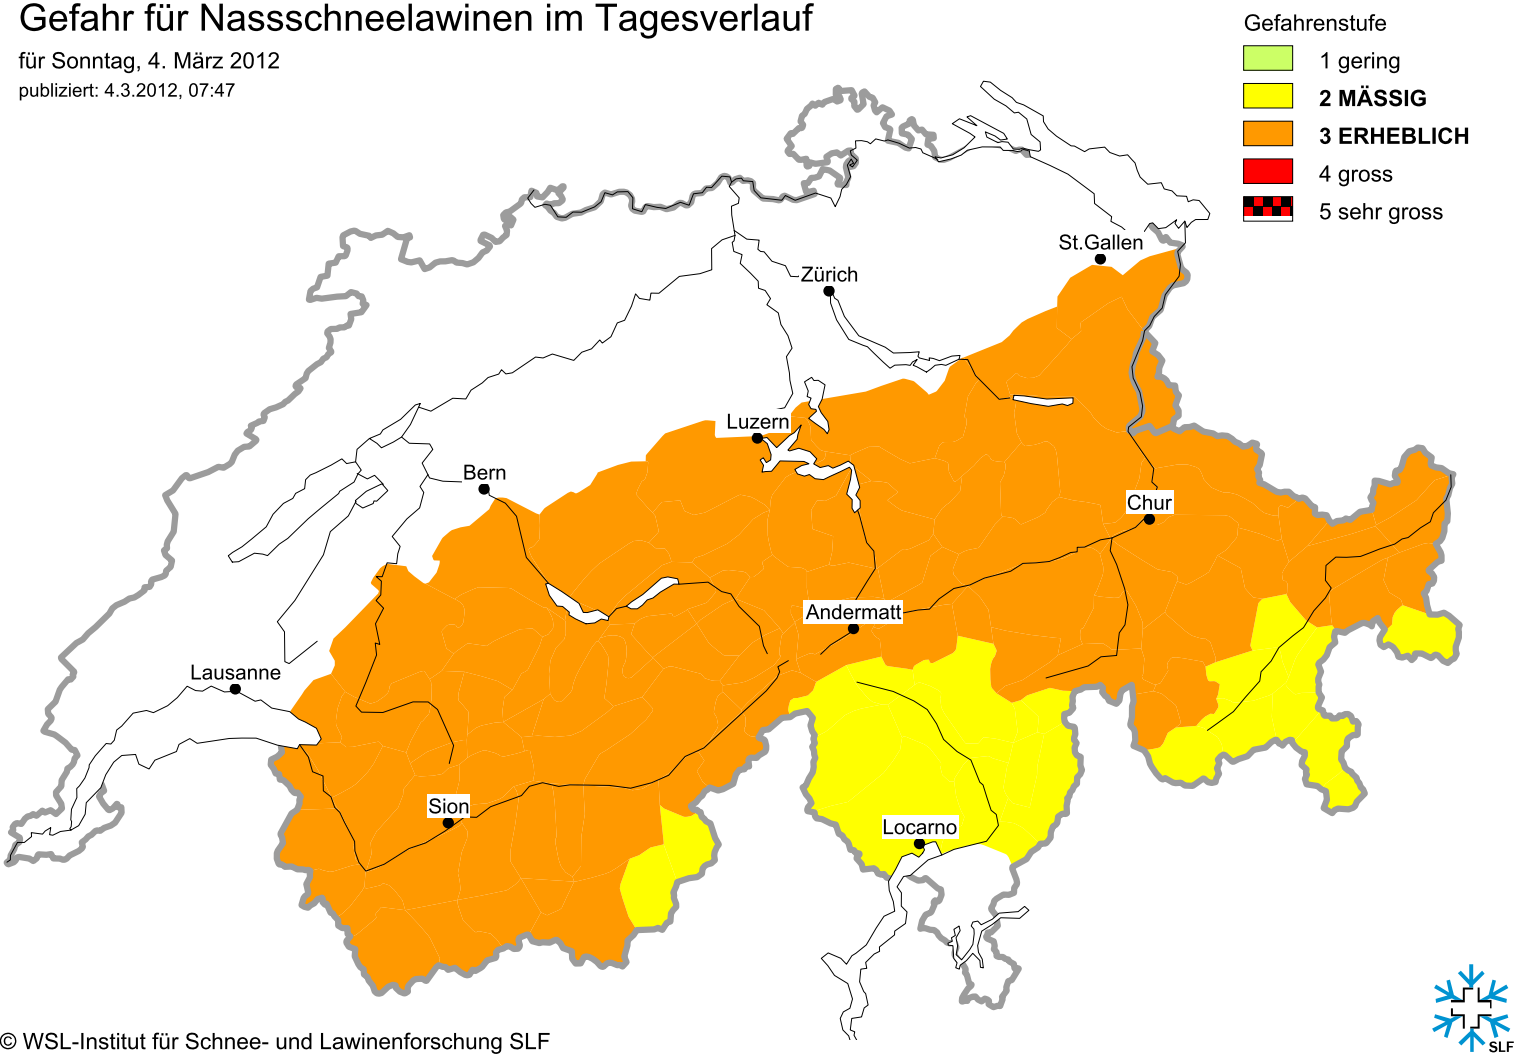 Gefahr für Nassschneelawinen im Tagesverlauf
für Sonntag, 4. März 2012
publiziert: 4.3.2012, 07:47
Gefahrenstufe
1 gering
2 MÄSSIG
3 ERHEBLICH
4 gross
5 sehr gross
St.Gallen
Zürich
Luzern
Bern
Chur
Andermatt
Lausanne
Sion
Locarno
© WSL-Institut für Schnee- und Lawinenforschung SLF
SLF